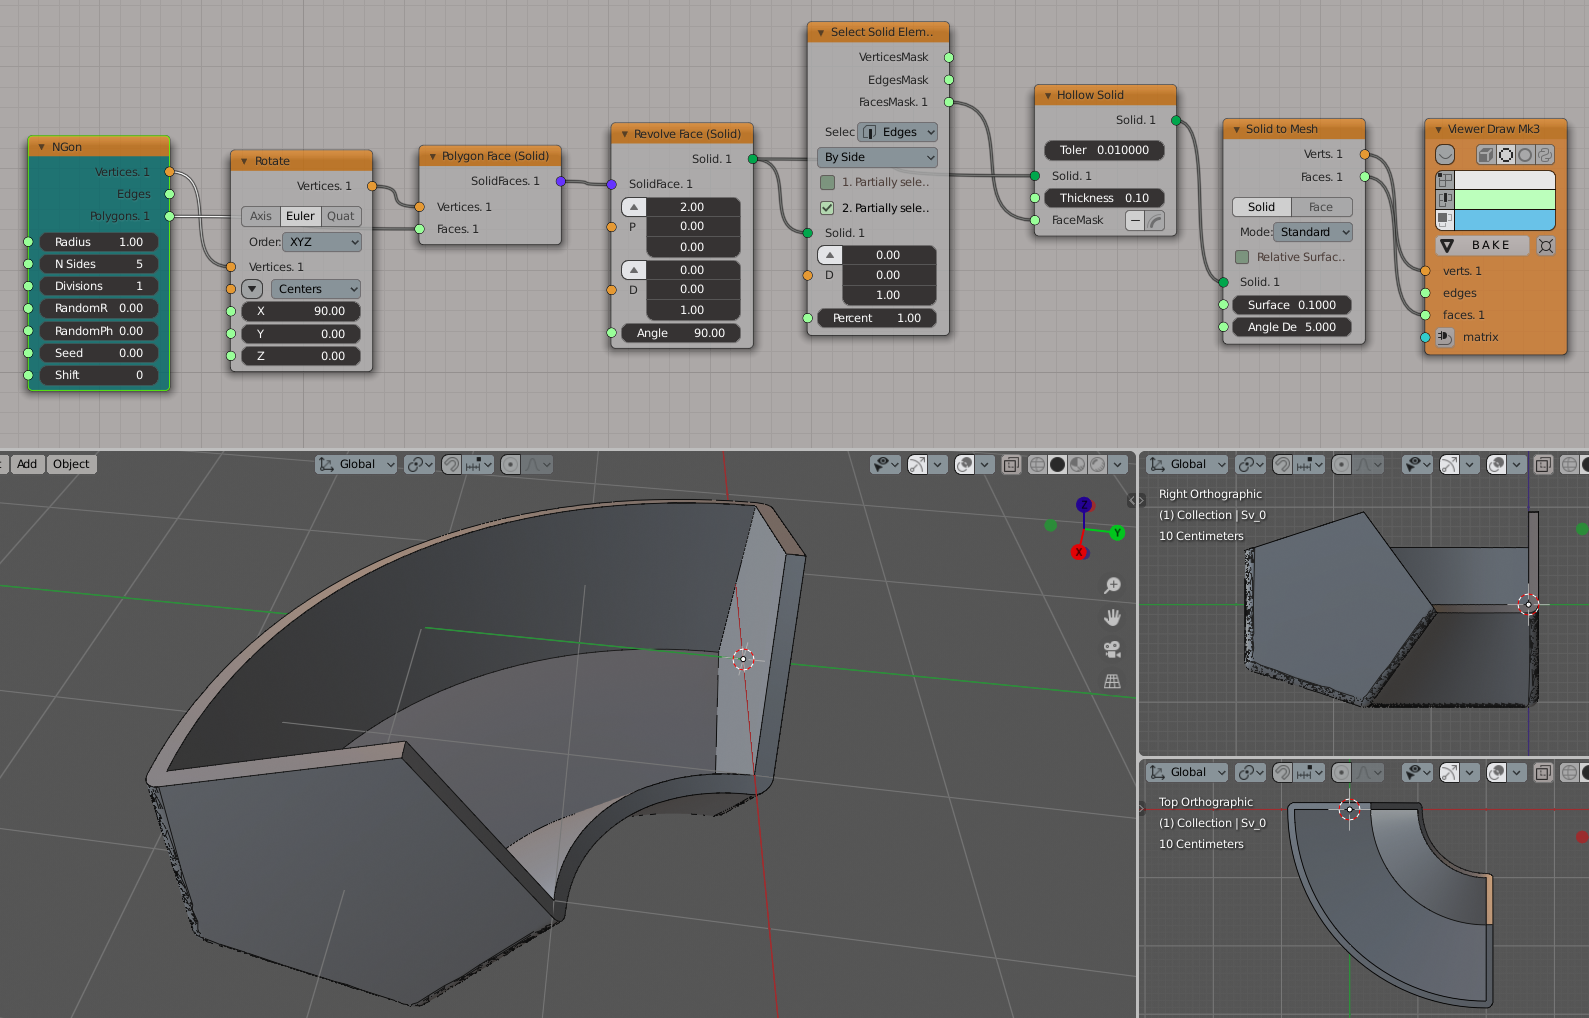 NGon
Vertices. 1
Edges
Polygons. 1
Radius 1.00
N Sides 5
Divisions 1
RandomR 0.00
RandomPh 0.00
Seed 0.00
Shift 0
Rotate
Vertices. 1
Axis Euler Quat
Order: XYZ
Vertices. 1
Centers
X 90.00
Y 0.00
Z 0.00
Polygon Face (Solid)
SolidFaces. 1
Vertices. 1
Faces. 1
Revolve Face (Solid)
Solid. 1
SolidFace. 1
2.00
P 0.00
0.00
0.00
D 0.00
1.00
Angle 90.00
Select Solid Elem..
VerticesMask
EdgesMask
FacesMask. 1
Selec Edges
By Side
1. Partially sele..
2. Partially sele..
Solid. 1
0.00
D 0.00
1.00
Percent 1.00
Hollow Solid
Solid. 1
Toler 0.010000
Solid. 1
Thickness 0.10
FaceMask
Solid to Mesh
Verts. 1
Faces. 1
Solid Face
Mode: Standard
Relative Surfac..
Solid. 1
Surface 0.1000
Angle De 5.000
Viewer Draw Mk3
BAKE
verts. 1
edges
faces. 1
matrix
Add Object
Global
Z
Y
X
Global
Right Orthographic
(1) Collection | Sv_0
10 Centimeters
Global
Top Orthographic
(1) Collection | Sv_0
10 Centimeters